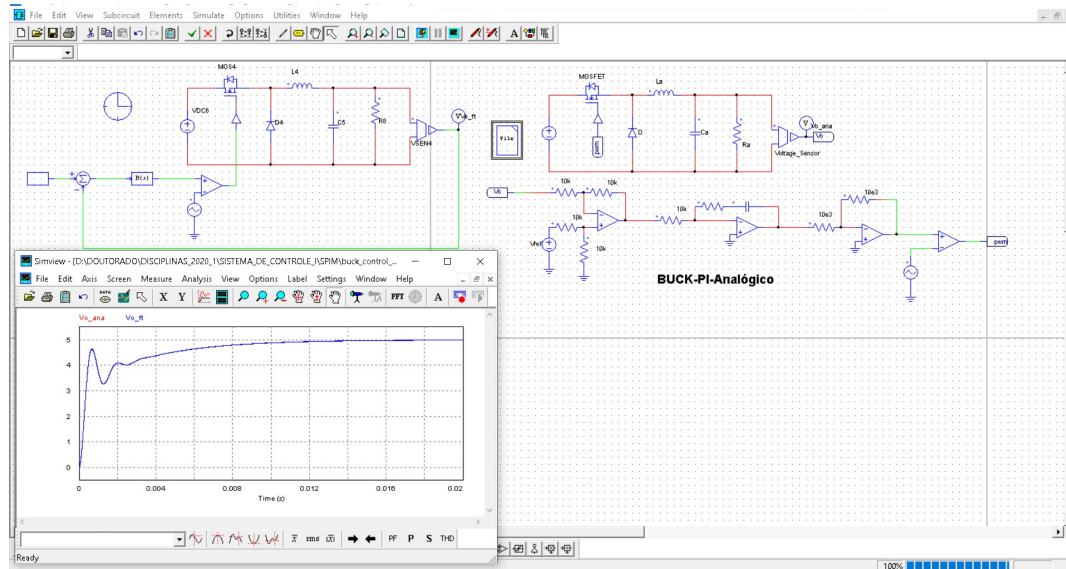 File Edit View Subcircuit Elements Simulate Options Utilities Window Help
MOS4
L4
VDC6
D4
C5
R8
Vo_ft
VSEN4
H(s)
MOSFET
La
File
pwm
D
Ca
Ra
Vo_ana
Vo
Voltage_Sensor
Vo
10k
10k
10k
Vref
10k
10k
10e3
10e3
pwm
BUCK-PI-Analógico
Simview - [D:\DOUTORADO\DISCIPLINAS_2020_1\SISTEMA_DE_CONTROLE_I\SPIM\buck_control_...
File Edit Axis Screen Measure Analysis View Options Label Settings Window Help
DATA
X Y
FFT
A
Vo_ana Vo_ft
5
4
3
2
1
0
0 0.004 0.008 0.012 0.016 0.02
Time (s)
x rms |x| PF P S THD
Ready
100%